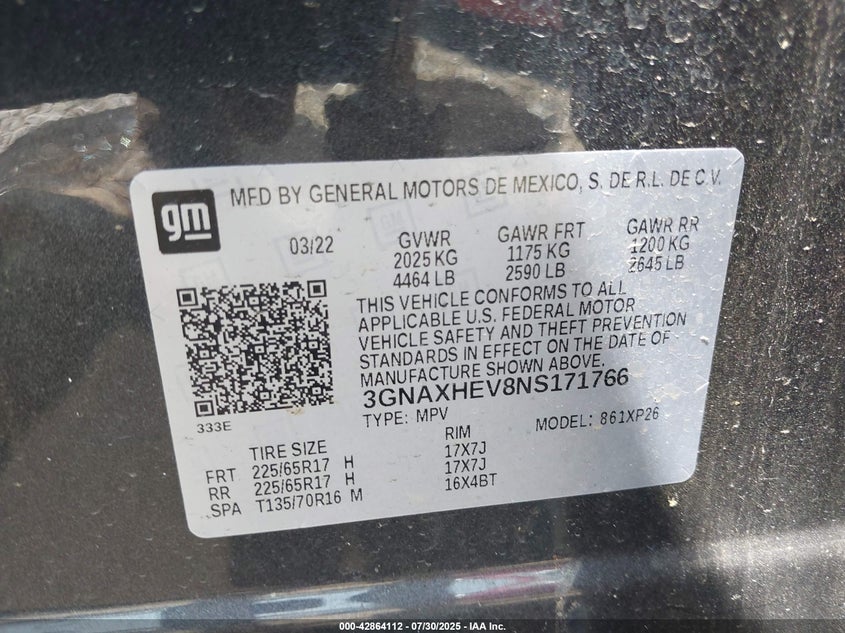 gm
MFD BY GENERAL MOTORS DE MEXICO, S. DE R.L. DE C.V.
03/22
GVWR
2025 KG
4464 LB
GAWR FRT
1175 KG
2590 LB
GAWR RR
1200 KG
2645 LB
THIS VEHICLE CONFORMS TO ALL
APPLICABLE U.S. FEDERAL MOTOR
VEHICLE SAFETY AND THEFT PREVENTION
STANDARDS IN EFFECT ON THE DATE OF
MANUFACTURE SHOWN ABOVE.
3GNAXHEV8NS171766
TYPE: MPV
MODEL: 861XP26
333E
TIRE SIZE
RIM
FRT 225/65R17 H 17X7J
RR 225/65R17 H 17X7J
SPA T135/70R16 M 16X4BT
000-42864112 - 07/30/2025 - IAA Inc.